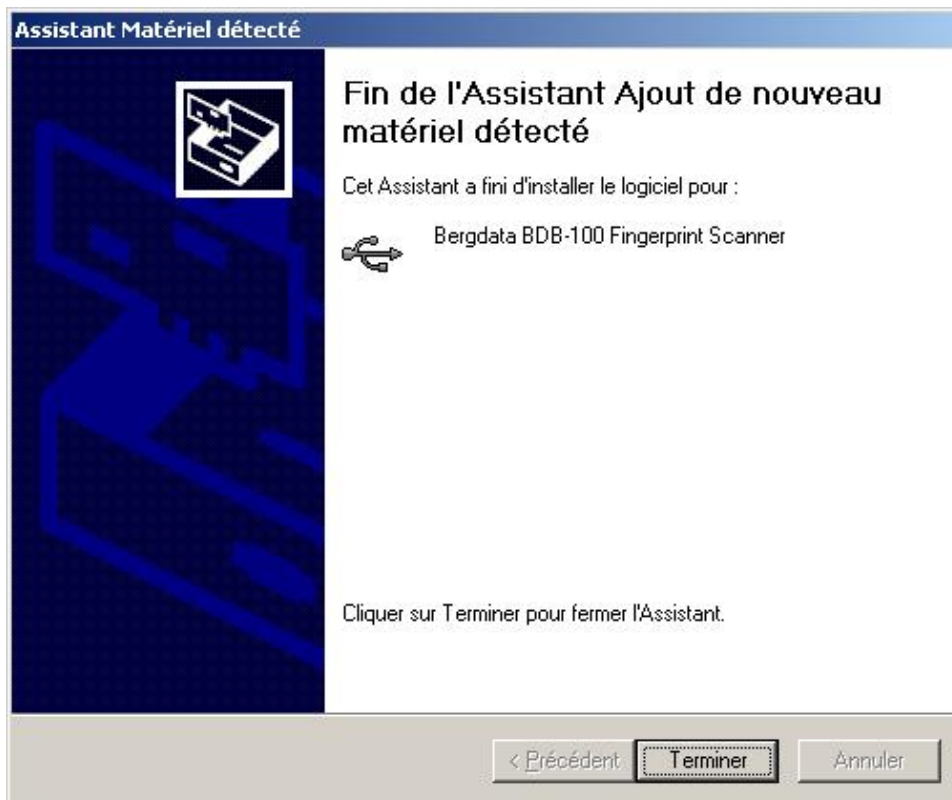 Assistant Matériel détecté
Fin de l'Assistant Ajout de nouveau
matériel détecté
Cet Assistant a fini d'installer le logiciel pour :
Bergdata BDB-100 Fingerprint Scanner
Cliquer sur Terminer pour fermer l'Assistant.
< Précédent
Terminer
Annuler